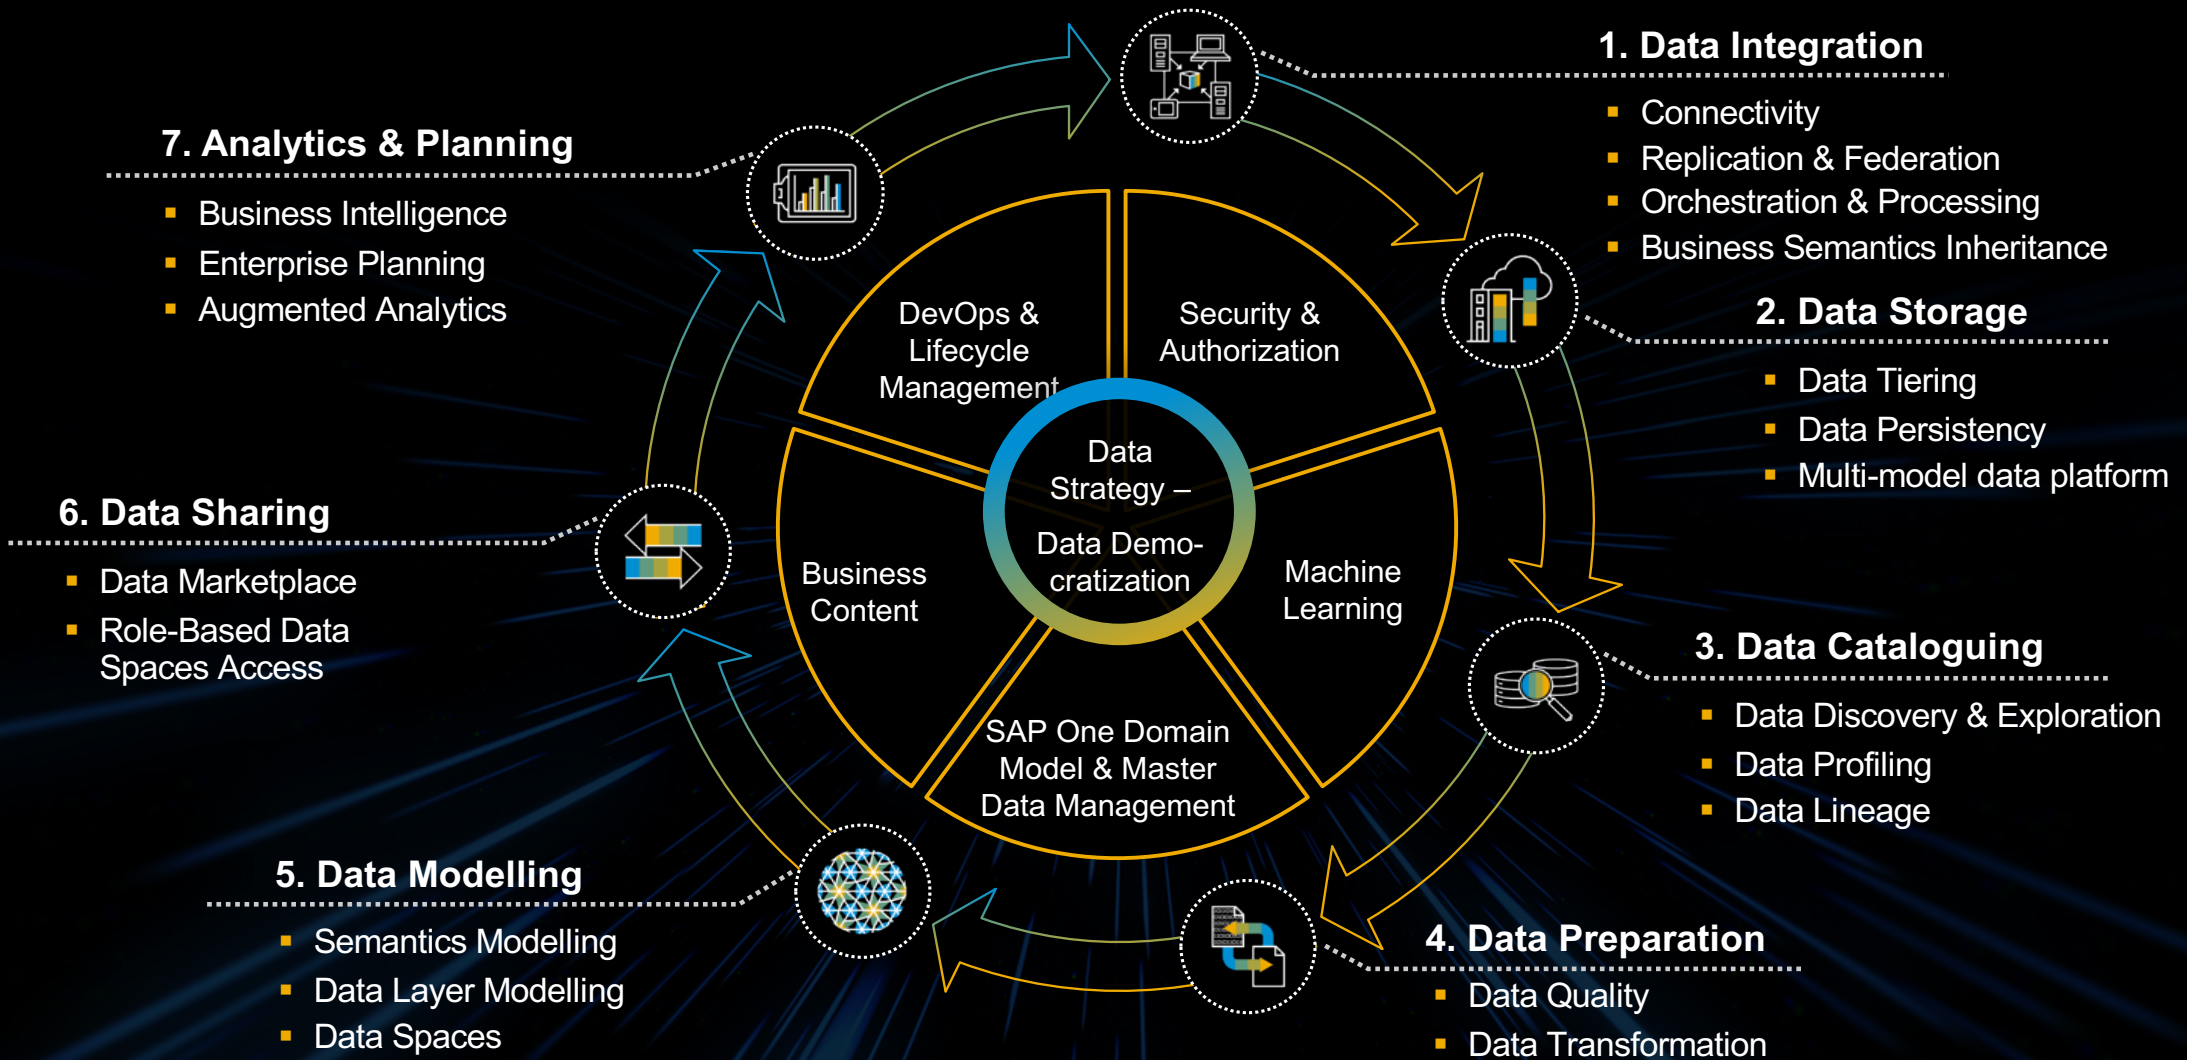 1. Data Integration
Connectivity
Replication & Federation
Orchestration & Processing
Business Semantics Inheritance
2. Data Storage
Data Tiering
Data Persistency
Multi-model data platform
3. Data Cataloguing
Data Discovery & Exploration
Data Profiling
Data Lineage
4. Data Preparation
Data Quality
Data Transformation
5. Data Modelling
Semantics Modelling
Data Layer Modelling
Data Spaces
6. Data Sharing
Data Marketplace
Role-Based Data
Spaces Access
7. Analytics & Planning
Business Intelligence
Enterprise Planning
Augmented Analytics
DevOps &
Lifecycle
Management
Security &
Authorization
Machine
Learning
SAP One Domain
Model & Master
Data Management
Business
Content
Data
Strategy –
Data Demo-
cratization